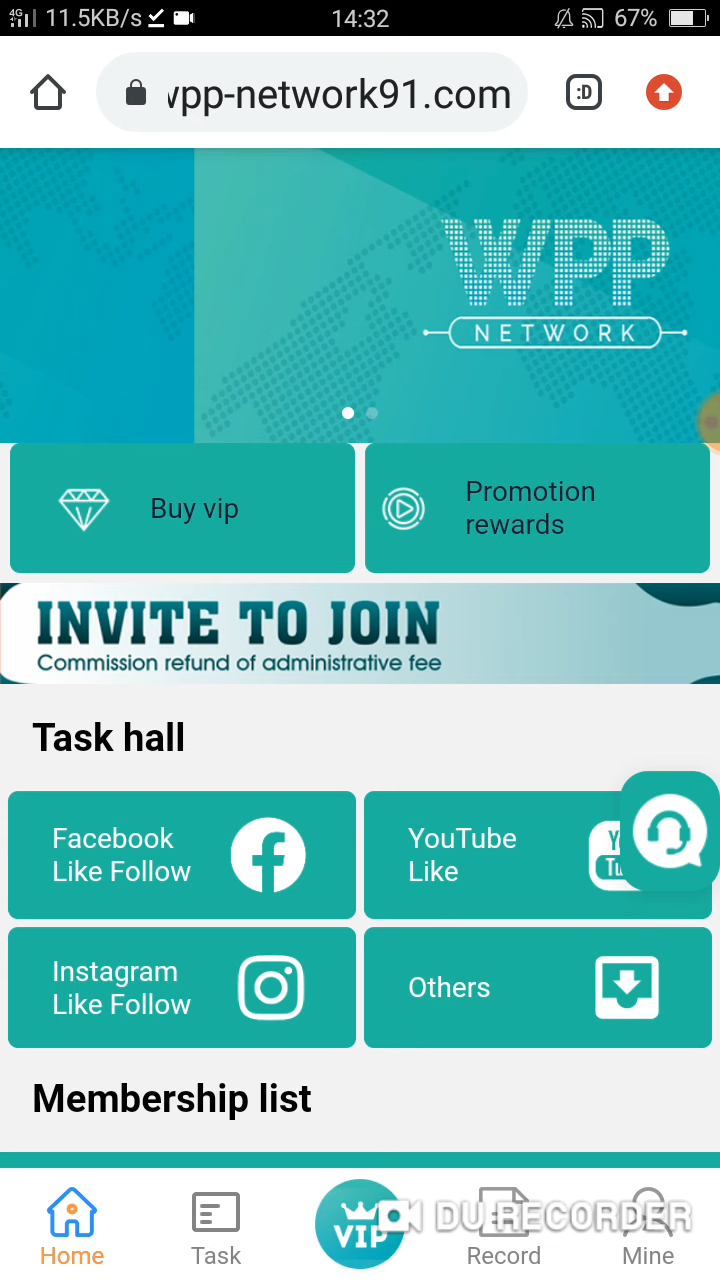 4G 11.5KB/s 14:32 67%
wpp-network91.com :D
WPP
NETWORK
Buy vip
Promotion
rewards
INVITE TO JOIN
Commission refund of administrative fee
Task hall
Facebook
Like Follow
YouTube
Like
Instagram
Like Follow
Others
Membership list
VIP
DU RECORDER
Home
Task
Record
Mine